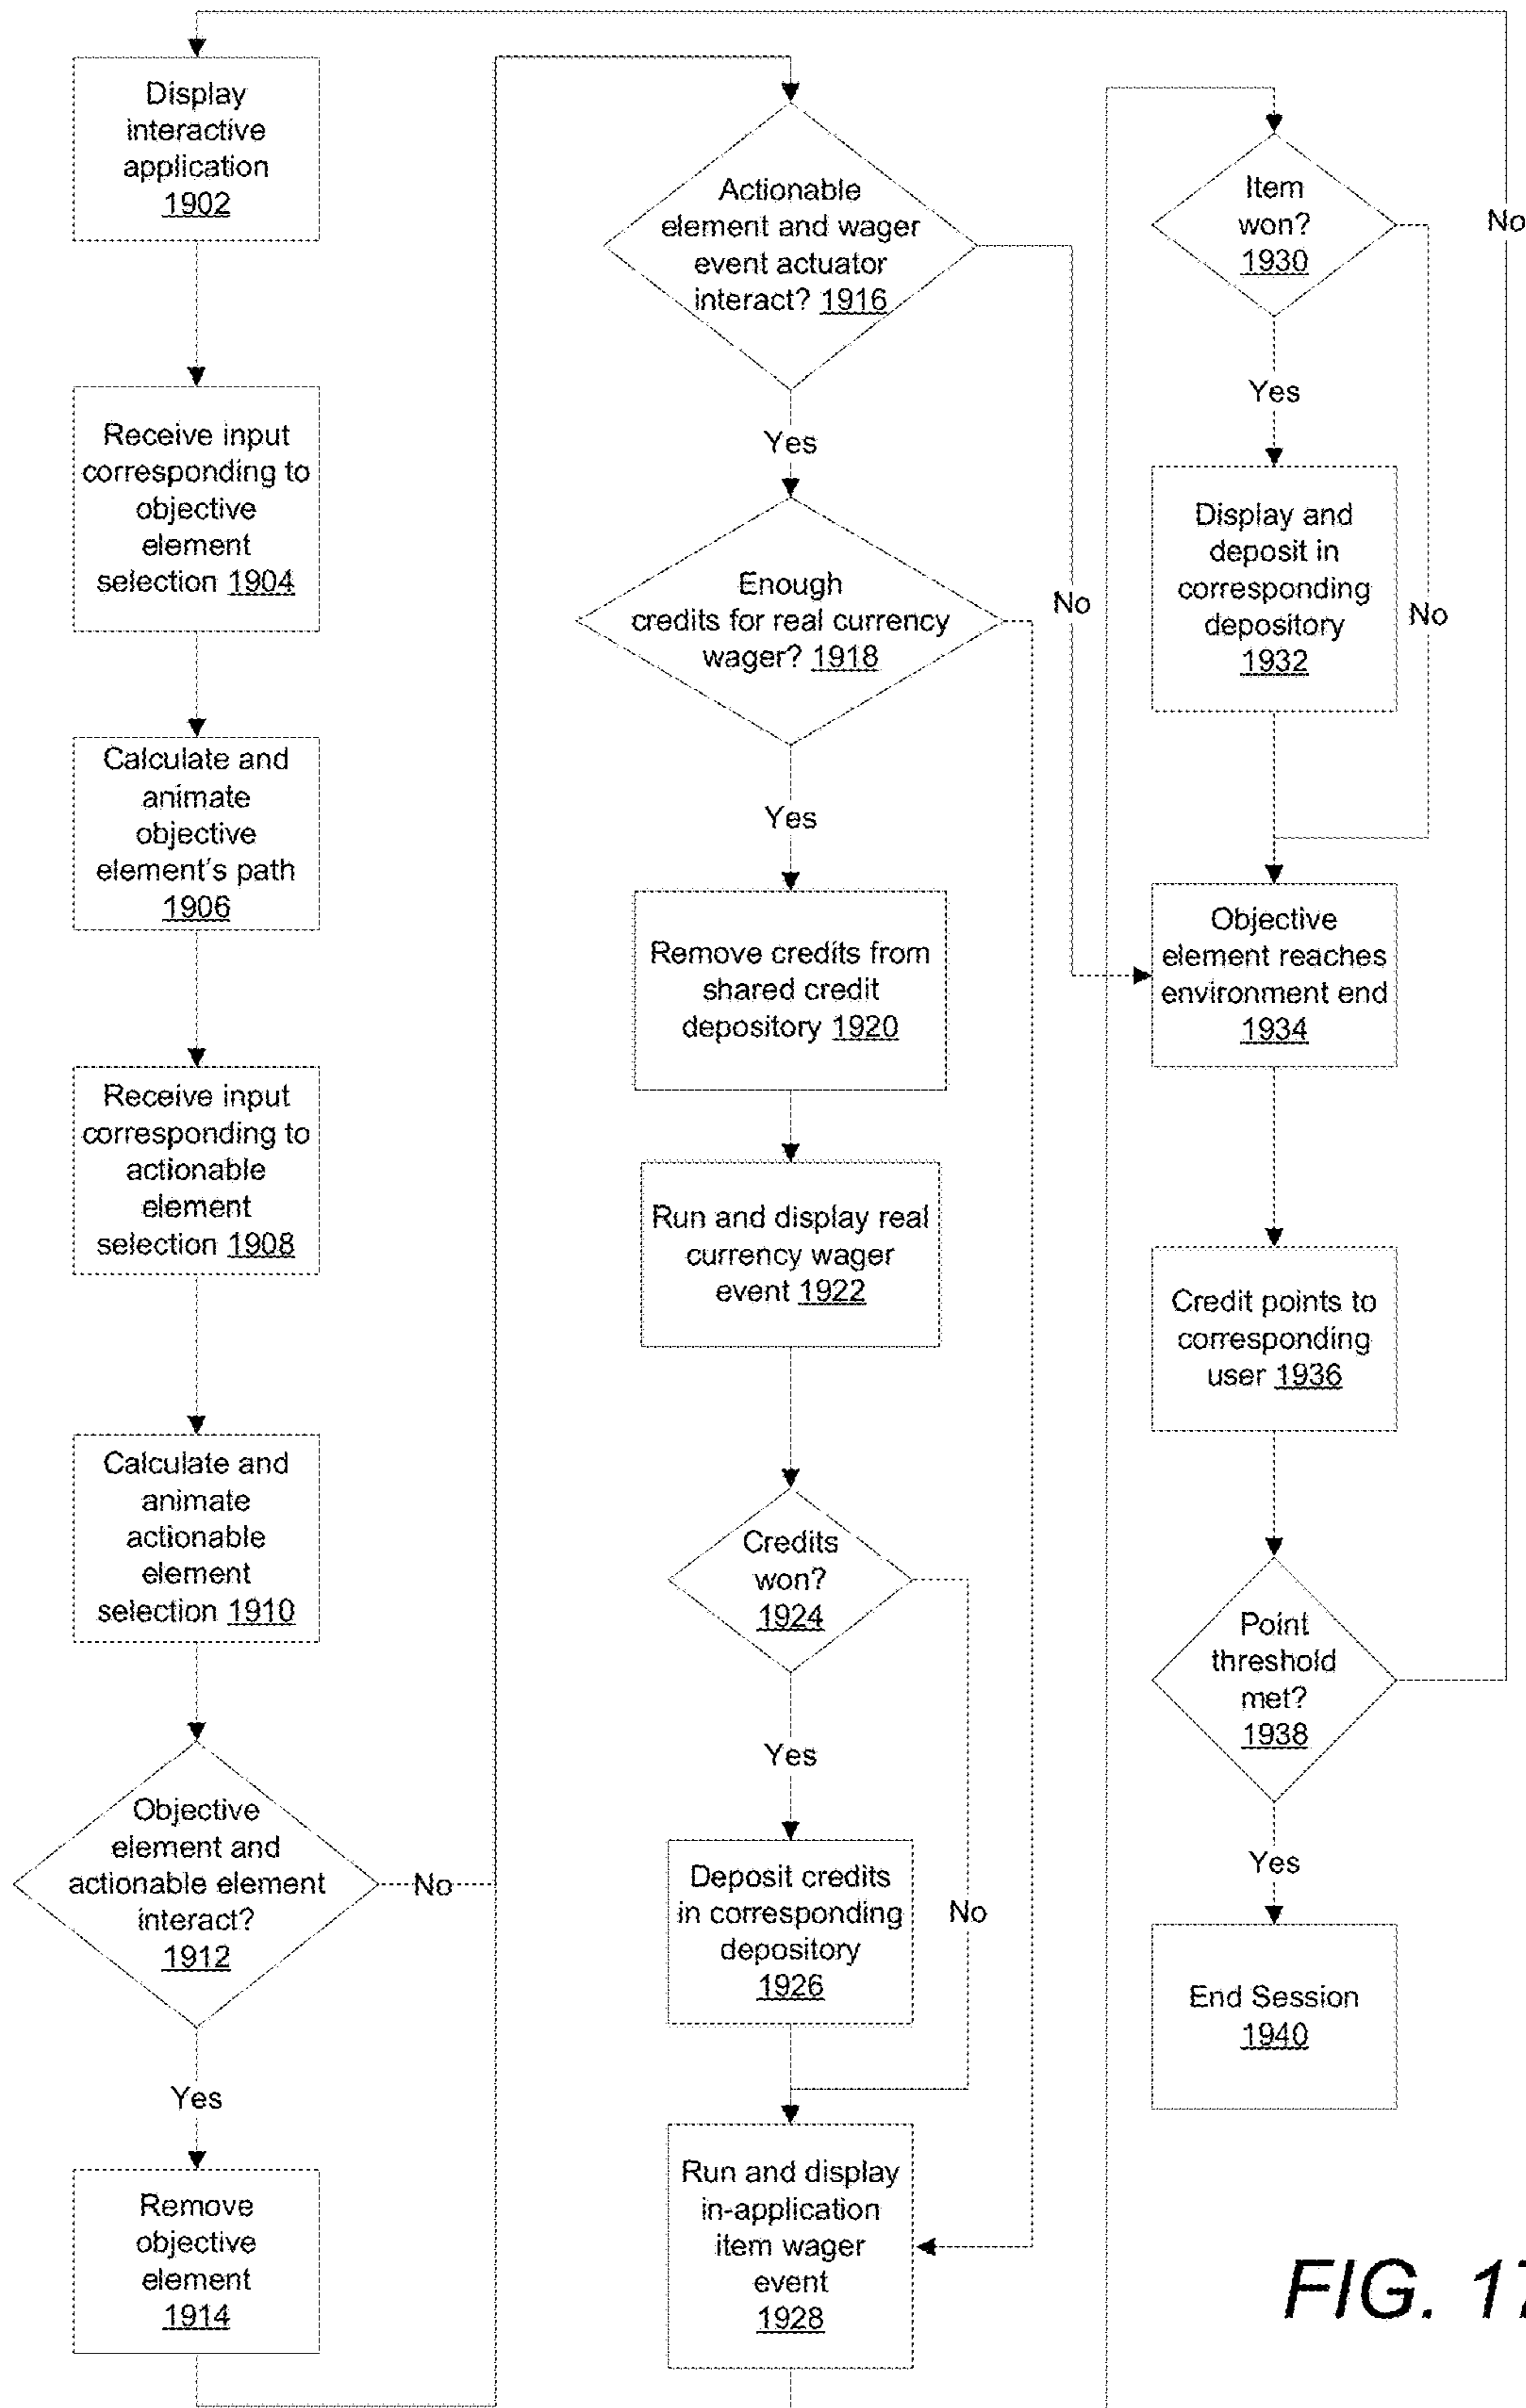 Display
interactive
application
1902
Receive input
corresponding to
objective
element
selection 1904
Calculate and
animate
objective
element's path
1906
Receive input
corresponding to
actionable
element
selection 1908
Calculate and
animate
actionable
element
selection 1910
Objective
element and
actionable element
interact?
1912
No
Yes
Remove
objective
element
1914
Actionable
element and wager
event actuator
interact? 1916
Yes
No
Enough
credits for real currency
wager? 1918
Yes
Remove credits from
shared credit
depository 1920
Run and display real
currency wager
event 1922
Credits
won?
1924
Yes
No
Deposit credits
in corresponding
depository
1926
Run and display
in-application
item wager
event
1928
Item
won?
1930
Yes
No
Display and
deposit in
corresponding
depository
1932
Objective
element reaches
environment end
1934
Credit points to
corresponding
user 1936
Point
threshold
met?
1938
No
Yes
End Session
1940
FIG. 17